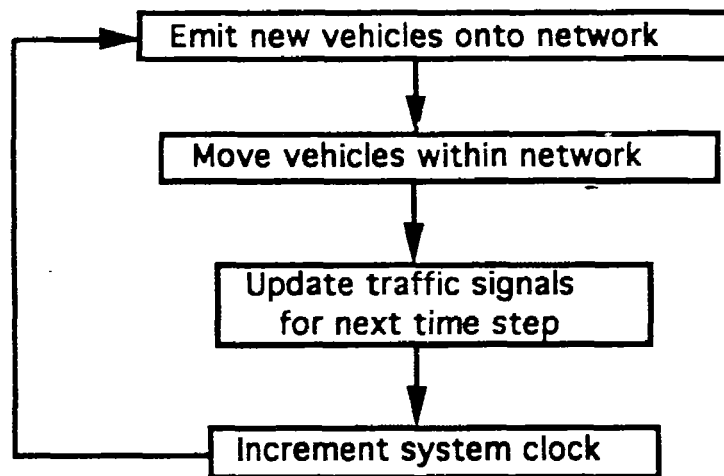 Emit new vehicles onto network
Move vehicles within network
Update traffic signals
for next time step
Increment system clock